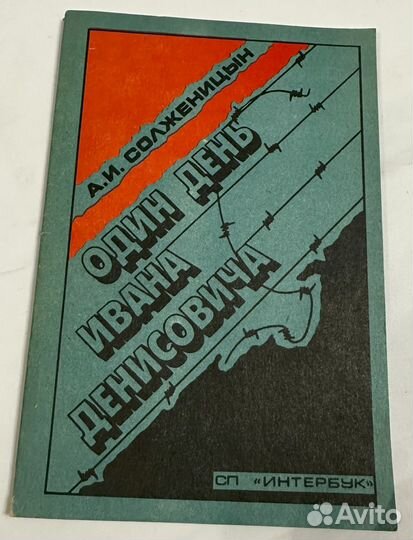 А.И. СОЛЖЕНИЦЫН
ОДИН ДЕНЬ
ИВАНА
ДЕНИСОВИЧА
СП «ИНТЕРБУК»
Avito